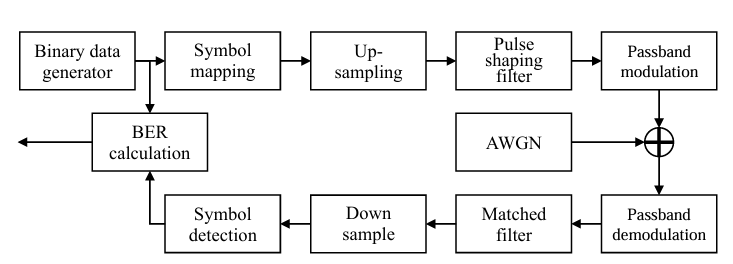 Binary data
generator
Symbol
mapping
Up-
sampling
Pulse
shaping
filter
Passband
modulation
BER
calculation
AWGN
Symbol
detection
Down
sample
Matched
filter
Passband
demodulation